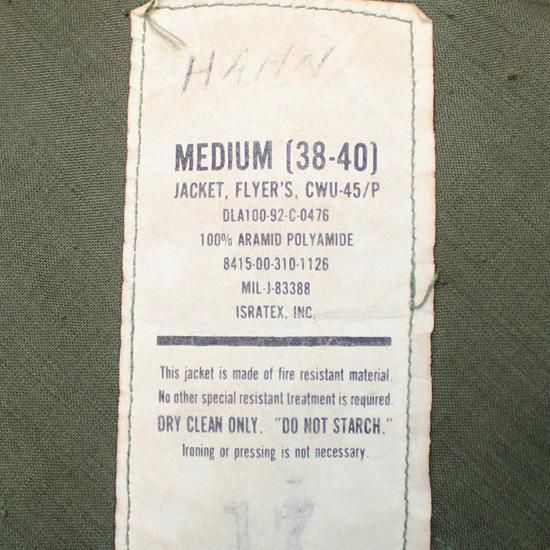 HAHN
MEDIUM (38-40)
JACKET, FLYER'S, CWU-45/P
DLA100-92-C-0476
100% ARAMID POLYAMIDE
8415-00-310-1126
MIL-J-83388
ISRATEX, INC.
This jacket is made of fire resistant material.
No other special resistant treatment is required.
DRY CLEAN ONLY. "DO NOT STARCH."
Ironing or pressing is not necessary.